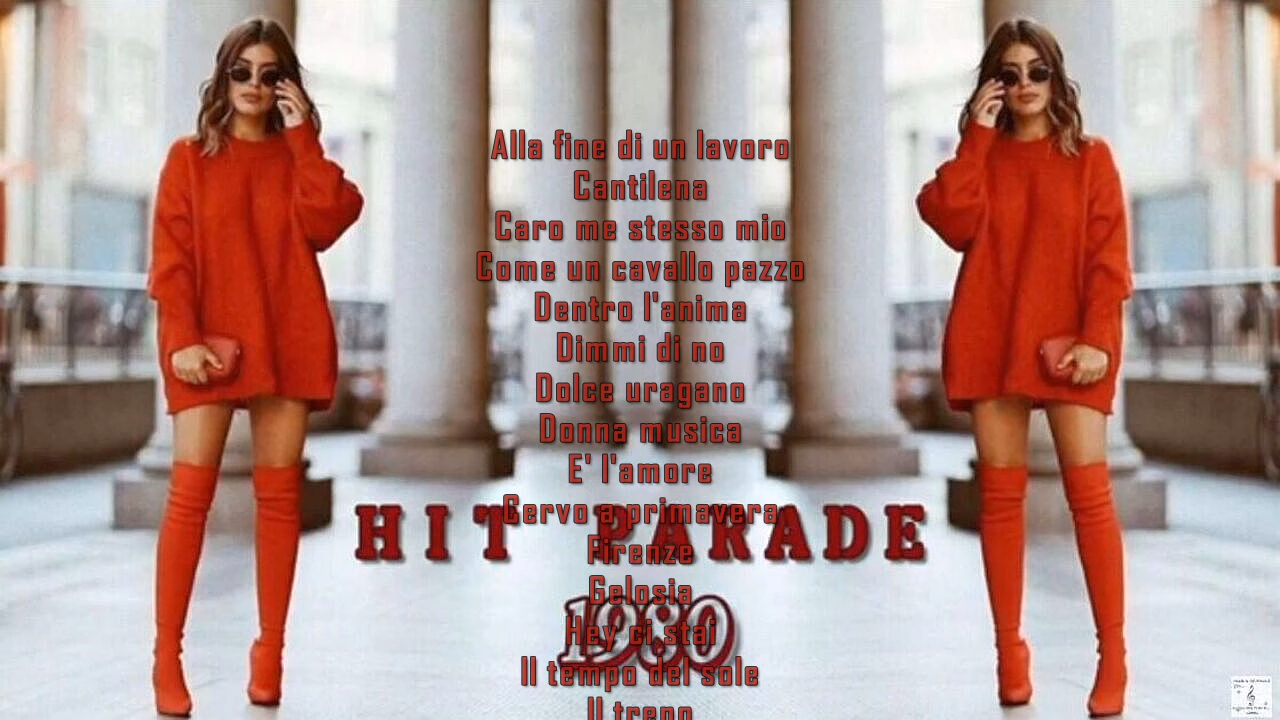 Alla fine di un lavoro
Cantilena
Caro me stesso mio
Come un cavallo pazzo
Dentro l'anima
Dimmi di no
Dolce uragano
Donna musica
E' l'amore
Cervo a primavera
HIT PARADE
Firenze
Gelosia
Hey ci stai
1980
Il tempo del sole
Il treno